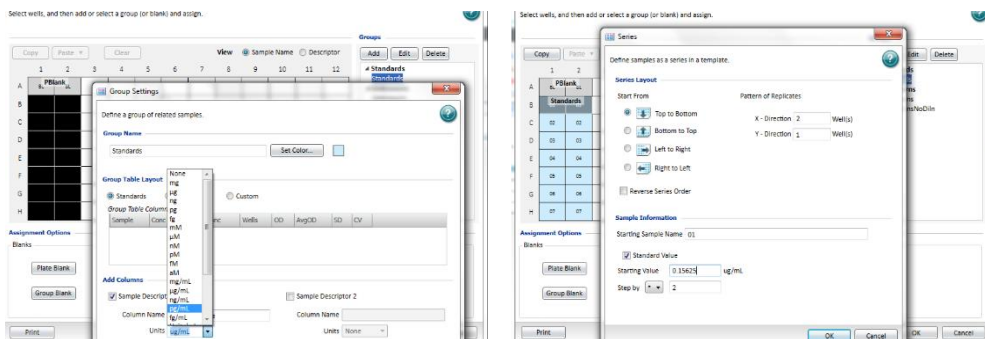 Select wells, and then add or select a group (or blank) and assign.
Groups
Copy Paste Clear View Sample Name Descriptor Add Edit Delete
1 2 3 4 5 6 7 8 9 10 11 12
Standards
Standards
A PBlank
B
C
D
E
F
G
H
Group Settings
Define a group of related samples.
Group Name
Standards Set Color...
Group Table Layout
Standards Custom
Group Table Column
Sample Conc Wells OD AvgOD SD CV
None
mg
µg
ng
pg
fg
mM
µM
nM
pM
fM
aM
mg/mL
µg/mL
ng/mL
pg/mL
fg/mL
Assignment Options
Blanks
Plate Blank
Group Blank
Add Columns
Sample Descript Sample Descriptor 2
Column Name Column Name
Units ug/mL Units None
Print
Select wells, and then add or select a group (or blank) and assign.
Copy Paste Edit Delete
1 2
A PBlank
B Standards
C 02 02
D 03 03
E 04 04
F 05 05
G 06 06
H 07 07
nsNoDiln
Series
Define samples as a series in a template.
Series Layout
Start From Pattern of Replicates
Top to Bottom X - Direction 2 Well(s)
Bottom to Top Y - Direction 1 Well(s)
Left to Right
Right to Left
Reverse Series Order
Sample Information
Starting Sample Name 01
Standard Value
Starting Value 0.15625 ug/mL
Step by * 2
OK Cancel
Assignment Options
Blanks
Plate Blank
Group Blank
Print OK Cancel